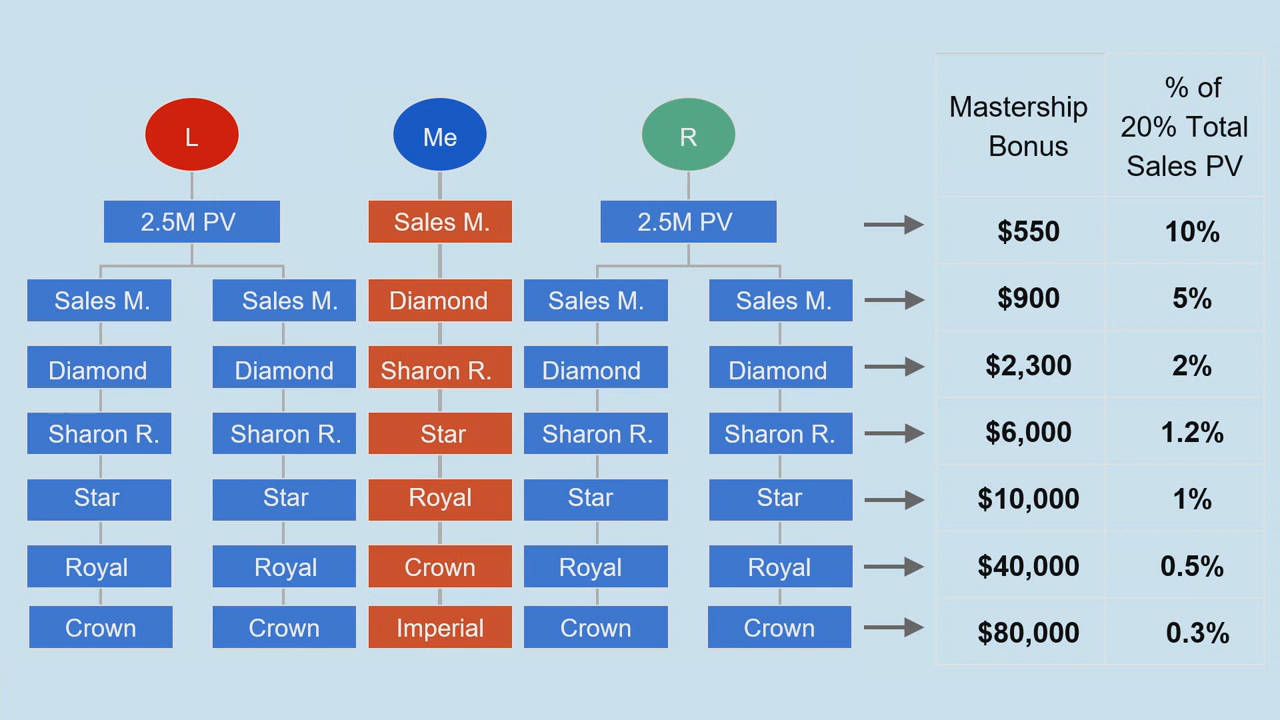 L
Me
R
Mastership
Bonus
% of
20% Total
Sales PV
2.5M PV
Sales M.
2.5M PV
$550
10%
Sales M.
Sales M.
Diamond
Sales M.
Sales M.
$900
5%
Diamond
Diamond
Sharon R.
Diamond
Diamond
$2,300
2%
Sharon R.
Sharon R.
Star
Sharon R.
Sharon R.
$6,000
1.2%
Star
Star
Royal
Star
Star
$10,000
1%
Royal
Royal
Crown
Royal
Royal
$40,000
0.5%
Crown
Crown
Imperial
Crown
Crown
$80,000
0.3%